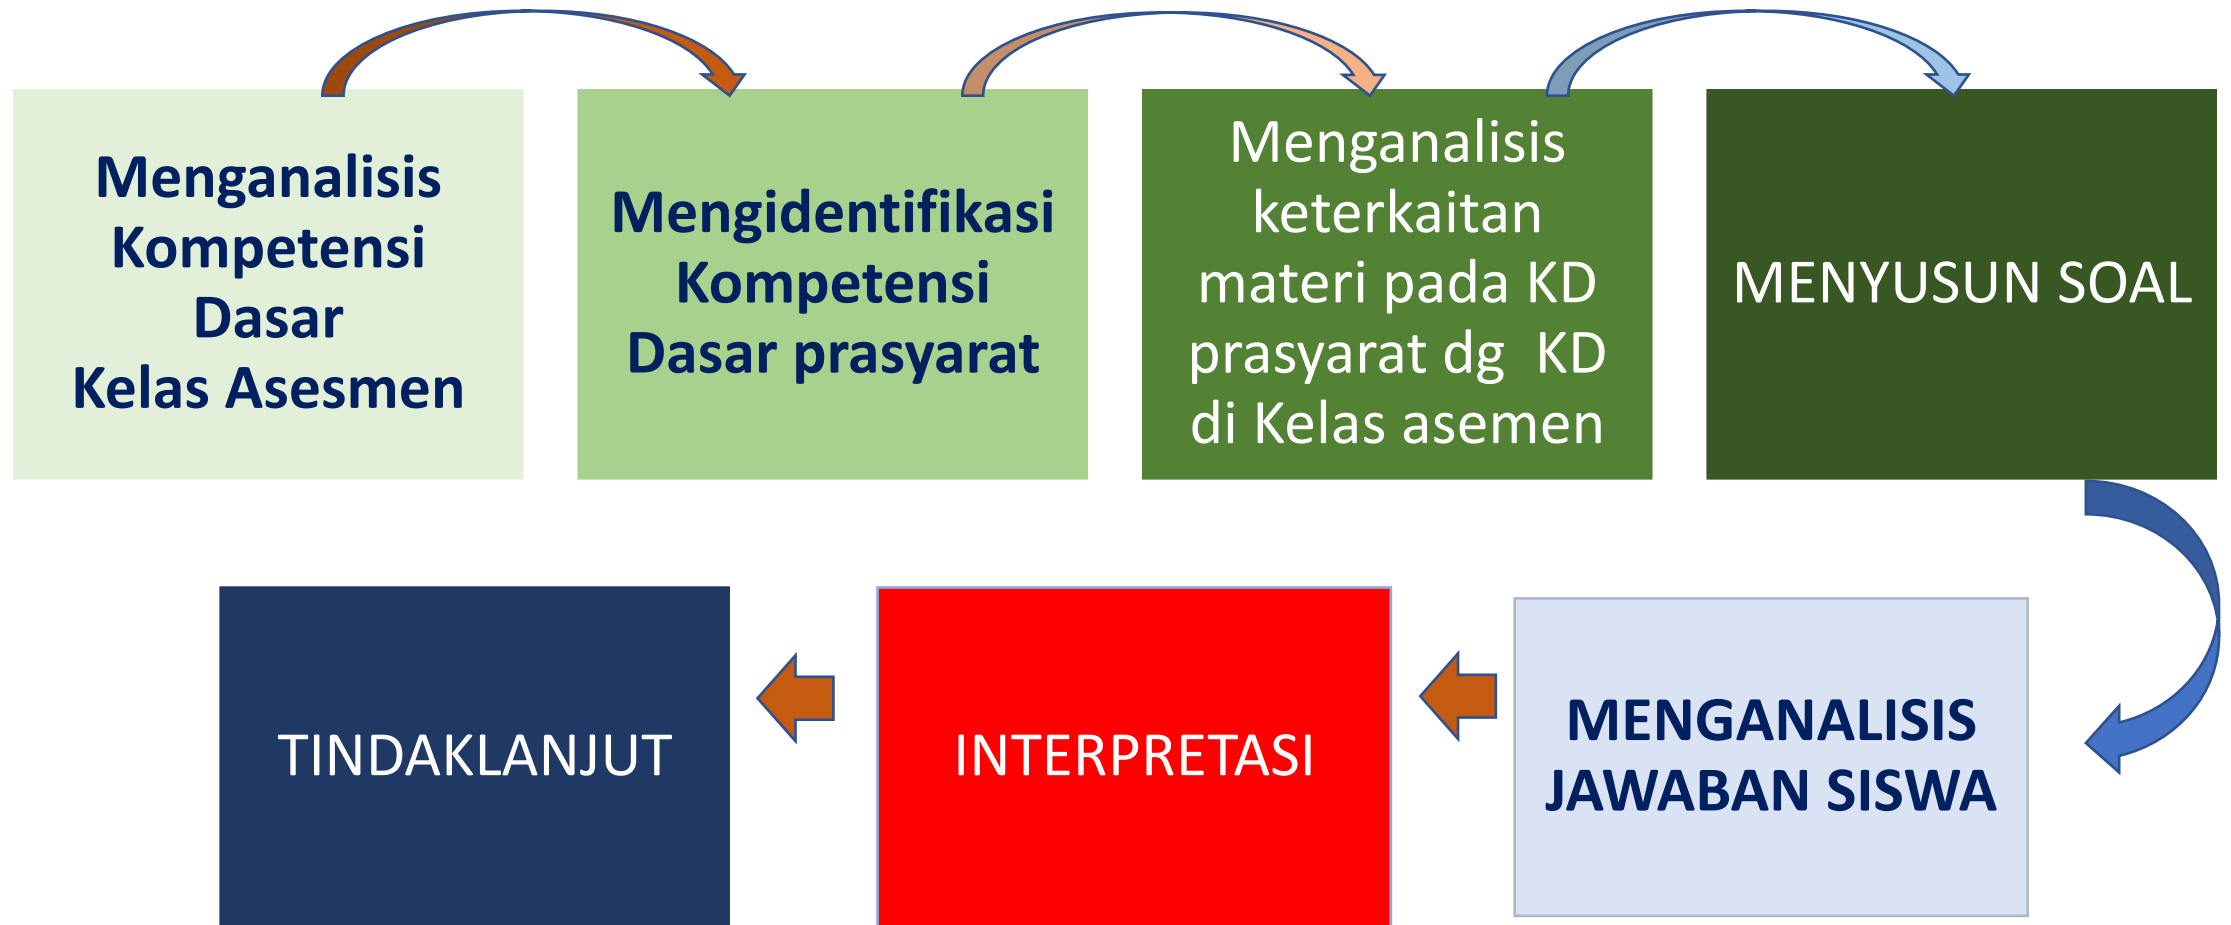 Menganalisis
Kompetensi
Dasar
Kelas Asesmen
Mengidentifikasi
Kompetensi
Dasar prasyarat
Menganalisis
keterkaitan
materi pada KD
prasyarat dg  KD
di Kelas asemen
MENYUSUN SOAL
MENGANALISIS
JAWABAN SISWA
INTERPRETASI
TINDAKLANJUT